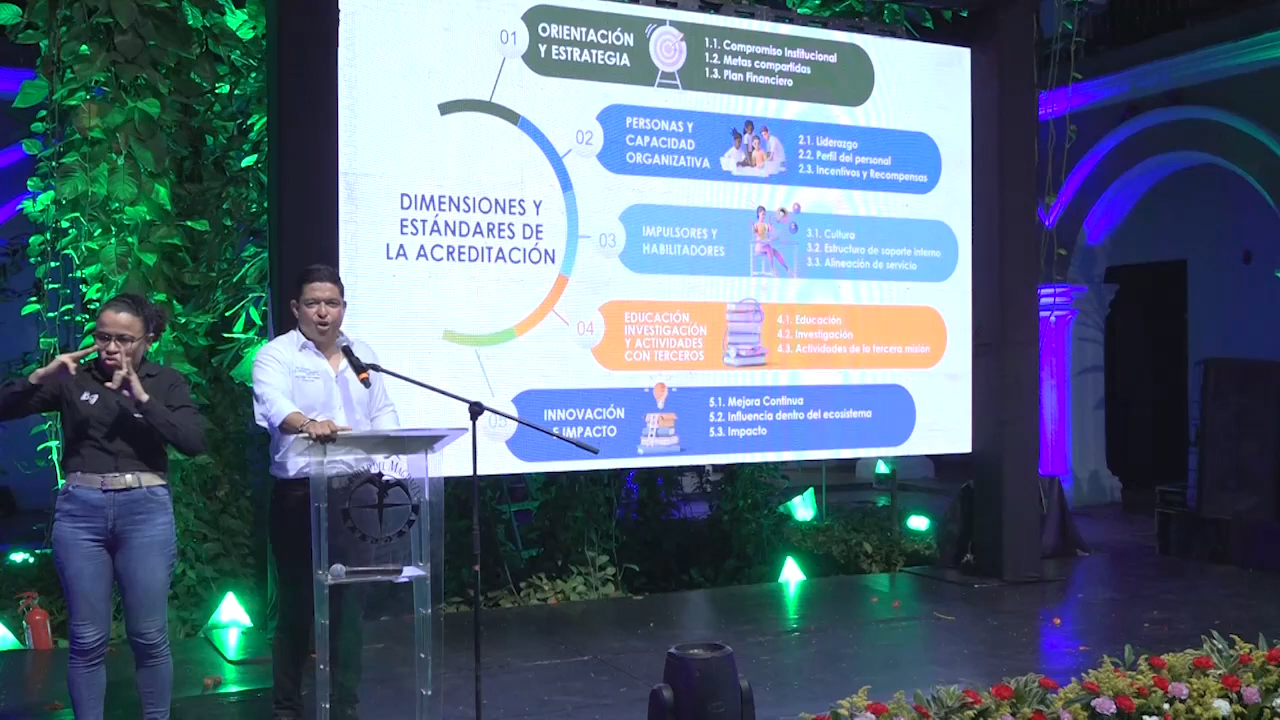 01
ORIENTACIÓN
Y ESTRATEGIA
1.1. Compromiso Institucional
1.2. Metas compartidas
1.3. Plan Financiero
02
PERSONAS Y
CAPACIDAD
ORGANIZATIVA
2.1. Liderazgo
2.2. Perfil del personal
2.3. Incentivos y Recompensas
DIMENSIONES Y
ESTÁNDARES DE
LA ACREDITACIÓN
03
IMPULSORES Y
HABILITADORES
3.1. Cultura
3.2. Estructura de soporte interno
3.3. Alineación de servicio
04
EDUCACIÓN,
INVESTIGACIÓN
Y ACTIVIDADES
CON TERCEROS
4.1. Educación
4.2. Investigación
4.3. Actividades de la tercera misión
05
INNOVACIÓN
E IMPACTO
5.1. Mejora Continua
5.2. Influencia dentro del ecosistema
5.3. Impacto